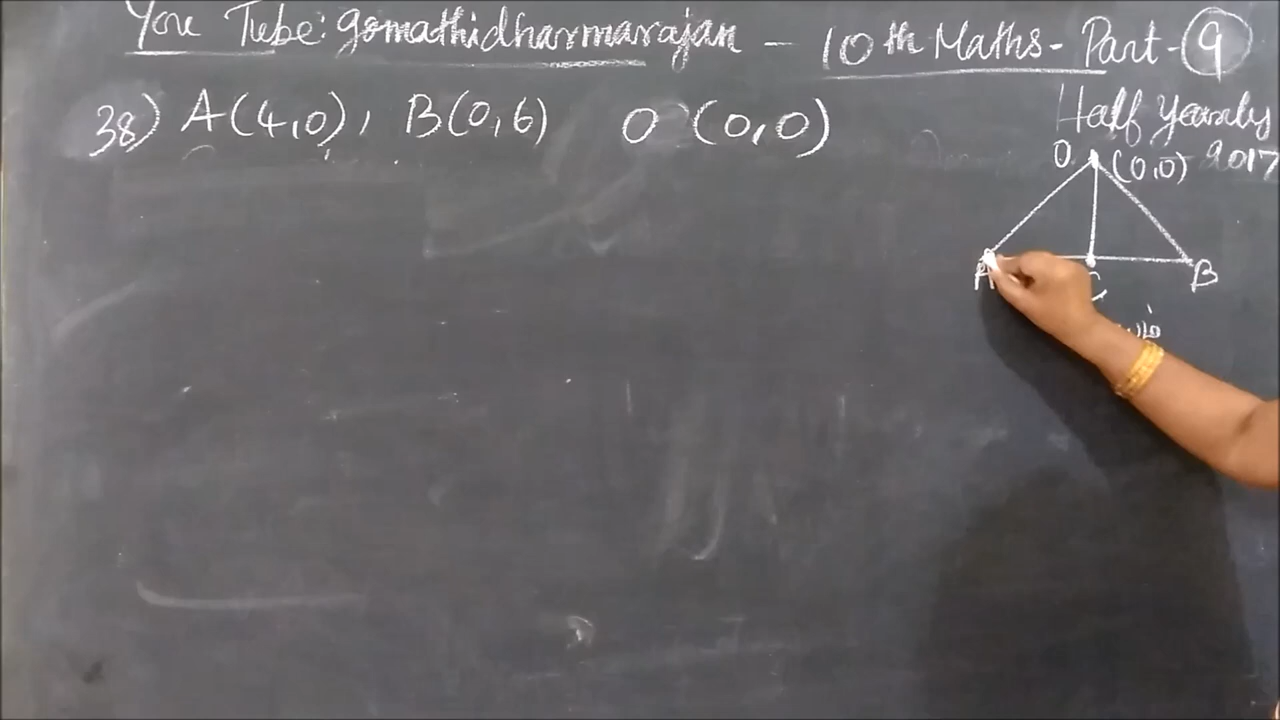 You Tube: gomathidharmarajan - 10th Maths - Part - 9
Half Yearly
2017
38) A(4,0), B(0,6) O (0,0)
O (0,0)
A C B